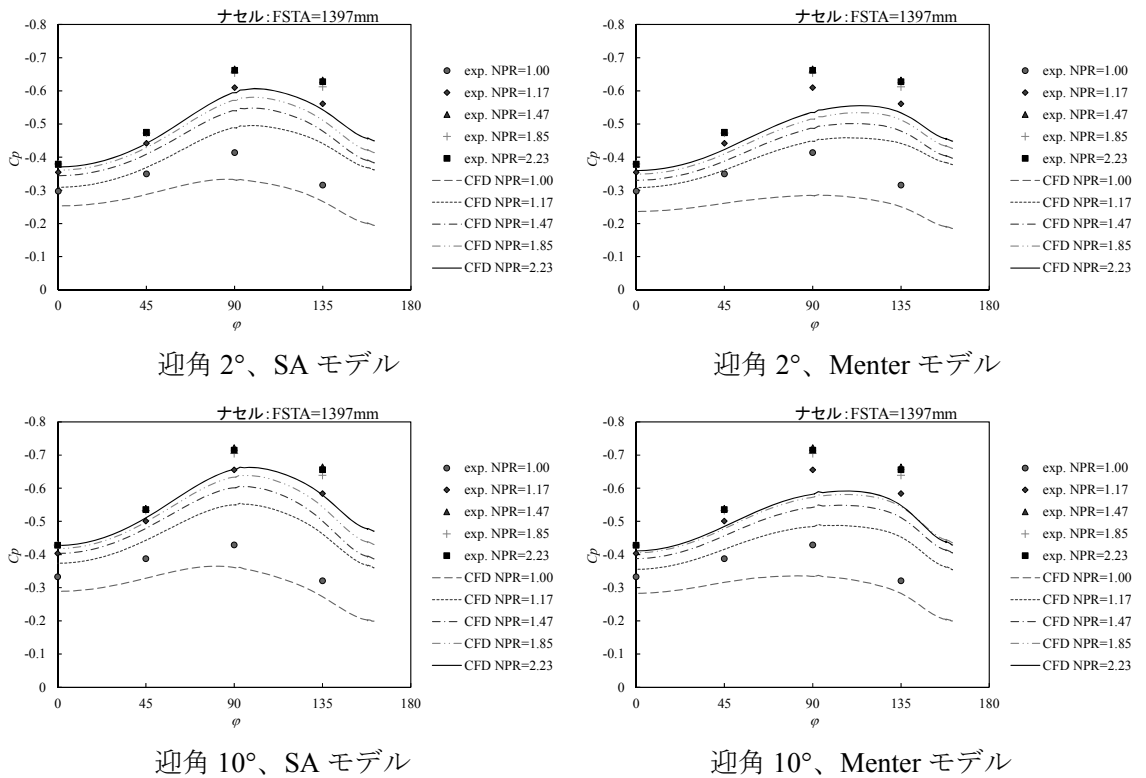 ナセル:FSTA=1397mm
-0.8
-0.7
-0.6
-0.5
-0.4
-0.3
-0.2
-0.1
0
Cp
0 45 90 135 180
φ
exp. NPR=1.00
exp. NPR=1.17
exp. NPR=1.47
exp. NPR=1.85
exp. NPR=2.23
CFD NPR=1.00
CFD NPR=1.17
CFD NPR=1.47
CFD NPR=1.85
CFD NPR=2.23
迎角 2°、SA モデル
ナセル:FSTA=1397mm
-0.8
-0.7
-0.6
-0.5
-0.4
-0.3
-0.2
-0.1
0
Cp
0 45 90 135 180
φ
exp. NPR=1.00
exp. NPR=1.17
exp. NPR=1.47
exp. NPR=1.85
exp. NPR=2.23
CFD NPR=1.00
CFD NPR=1.17
CFD NPR=1.47
CFD NPR=1.85
CFD NPR=2.23
迎角 2°、Menter モデル
ナセル:FSTA=1397mm
-0.8
-0.7
-0.6
-0.5
-0.4
-0.3
-0.2
-0.1
0
Cp
0 45 90 135 180
φ
exp. NPR=1.00
exp. NPR=1.17
exp. NPR=1.47
exp. NPR=1.85
exp. NPR=2.23
CFD NPR=1.00
CFD NPR=1.17
CFD NPR=1.47
CFD NPR=1.85
CFD NPR=2.23
迎角 10°、SA モデル
ナセル:FSTA=1397mm
-0.8
-0.7
-0.6
-0.5
-0.4
-0.3
-0.2
-0.1
0
Cp
0 45 90 135 180
φ
exp. NPR=1.00
exp. NPR=1.17
exp. NPR=1.47
exp. NPR=1.85
exp. NPR=2.23
CFD NPR=1.00
CFD NPR=1.17
CFD NPR=1.47
CFD NPR=1.85
CFD NPR=2.23
迎角 10°、Menter モデル